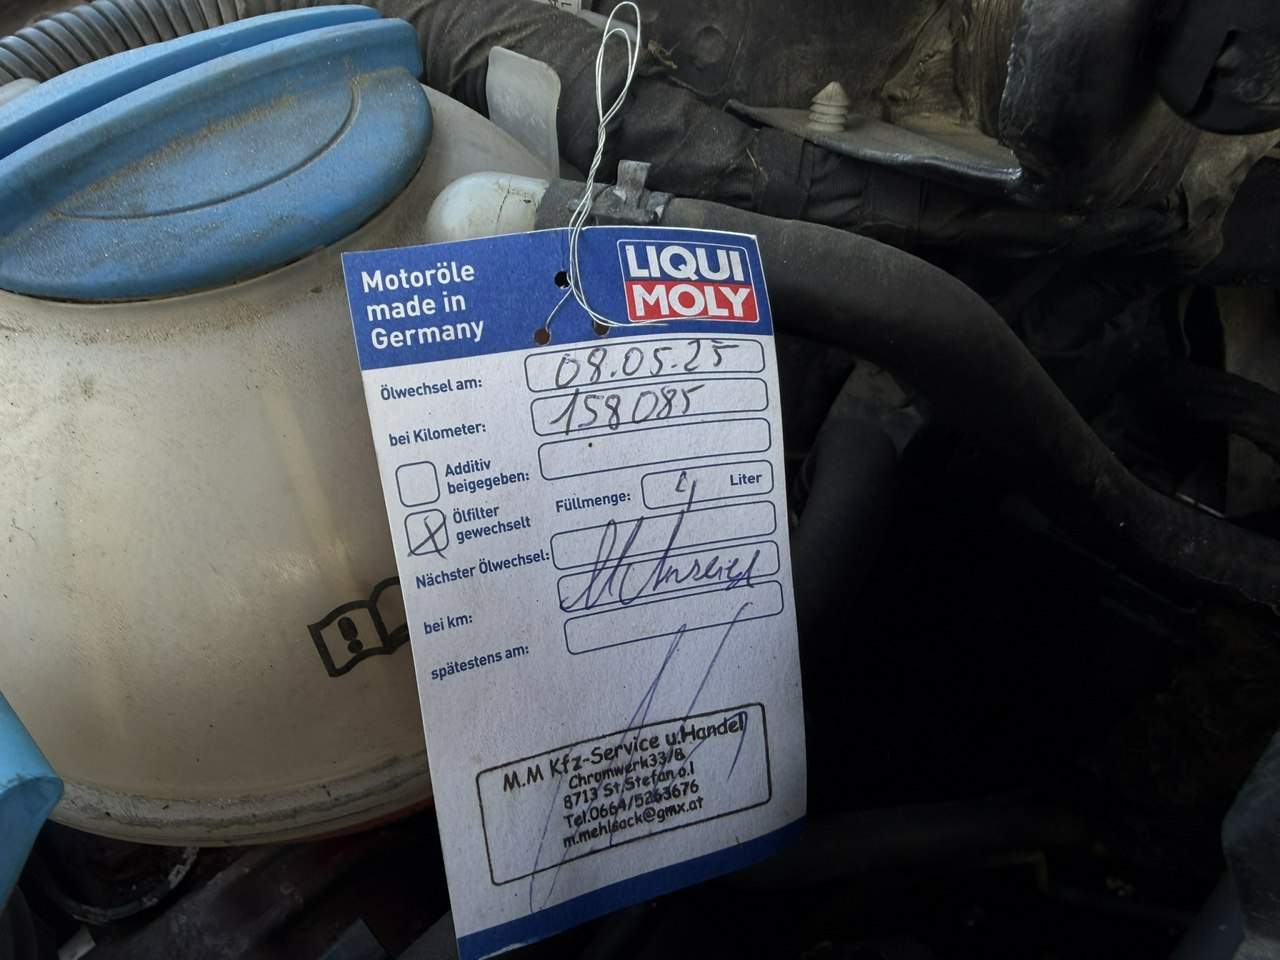 Motoröle
made in
Germany
LIQUI
MOLY
Ölwechsel am: 08.05.25
bei Kilometer: 158085
Additiv
beigegeben:
Füllmenge: Liter
Ölfilter
gewechselt
Nächster Ölwechsel:
bei km:
spätestens am:
M.M Kfz-Service u.Handel
Chromwerk33/8
8713 St.Stefan o.l
Tel.0664/5263676
m.mehlsack@gmx.at